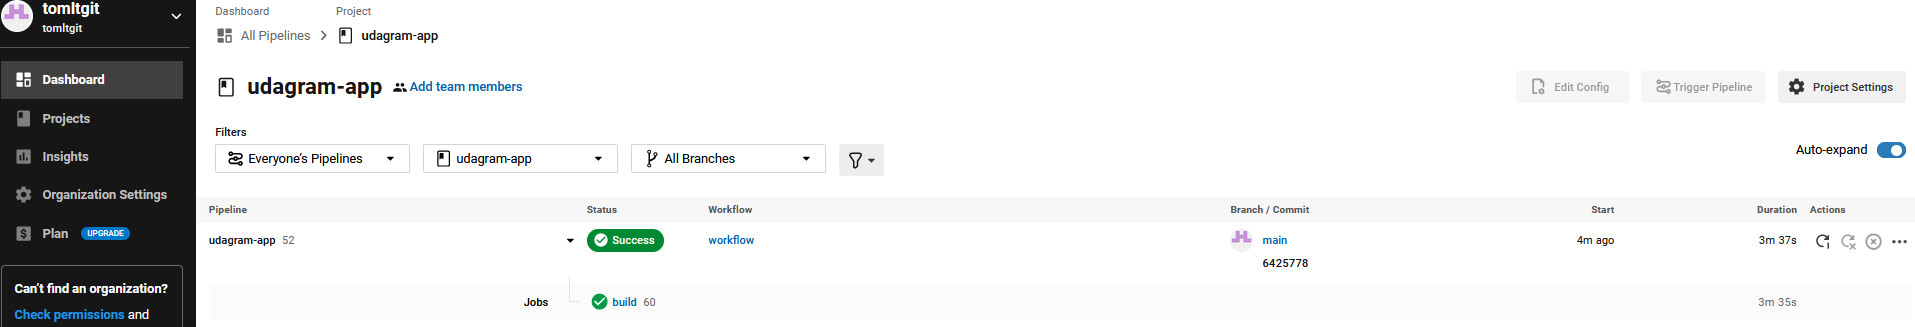 tomltgit
tomltgit
Dashboard
Projects
Insights
Organization Settings
Plan UPGRADE
Can't find an organization?
Check permissions and
Dashboard Project
All Pipelines > udagram-app
udagram-app Add team members
Edit Config Trigger Pipeline Project Settings
Filters
Everyone's Pipelines udagram-app All Branches
Auto-expand
Pipeline Status Workflow Branch / Commit Start Duration Actions
udagram-app 52 Success workflow main 4m ago 3m 37s
6425778
Jobs build 60 3m 35s